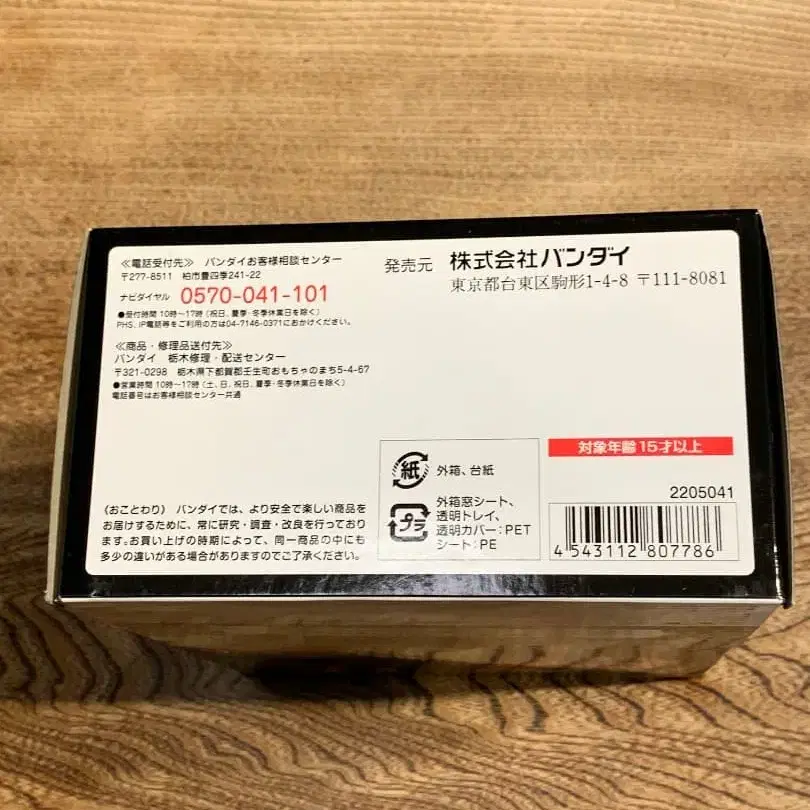 ≪電話受付先≫ バンダイお客様相談センター
〒277-8511 柏市豊四季241-22
ナビダイヤル 0570-041-101
●受付時間 10時〜17時(祝日、夏季・冬季休業日を除く)
PHS、IP電話等をご利用の方は04-7146-0371におかけください。
≪商品・修理品送付先≫
バンダイ 栃木修理・配送センター
〒321-0298 栃木県下都賀郡壬生町おもちゃのまち5-4-67
●営業時間 10時〜17時(土、日、祝日、夏季・冬季休業日を除く)
電話番号はお客様相談センター共通
発売元 株式会社バンダイ
東京都台東区駒形1-4-8 〒111-8081
(おことわり) バンダイでは、より安全で楽しい商品を
お届けするために、常に研究・調査・改良を行っており
ます。お買い上げの時期によって、同一商品の中にも
多少の違いがある場合がありますのでご了承ください。
紙 外箱、台紙
プラ 外箱窓シート、
透明トレイ、
透明カバー:PET
シート:PE
対象年齢15才以上
2205041
4 543112 807786